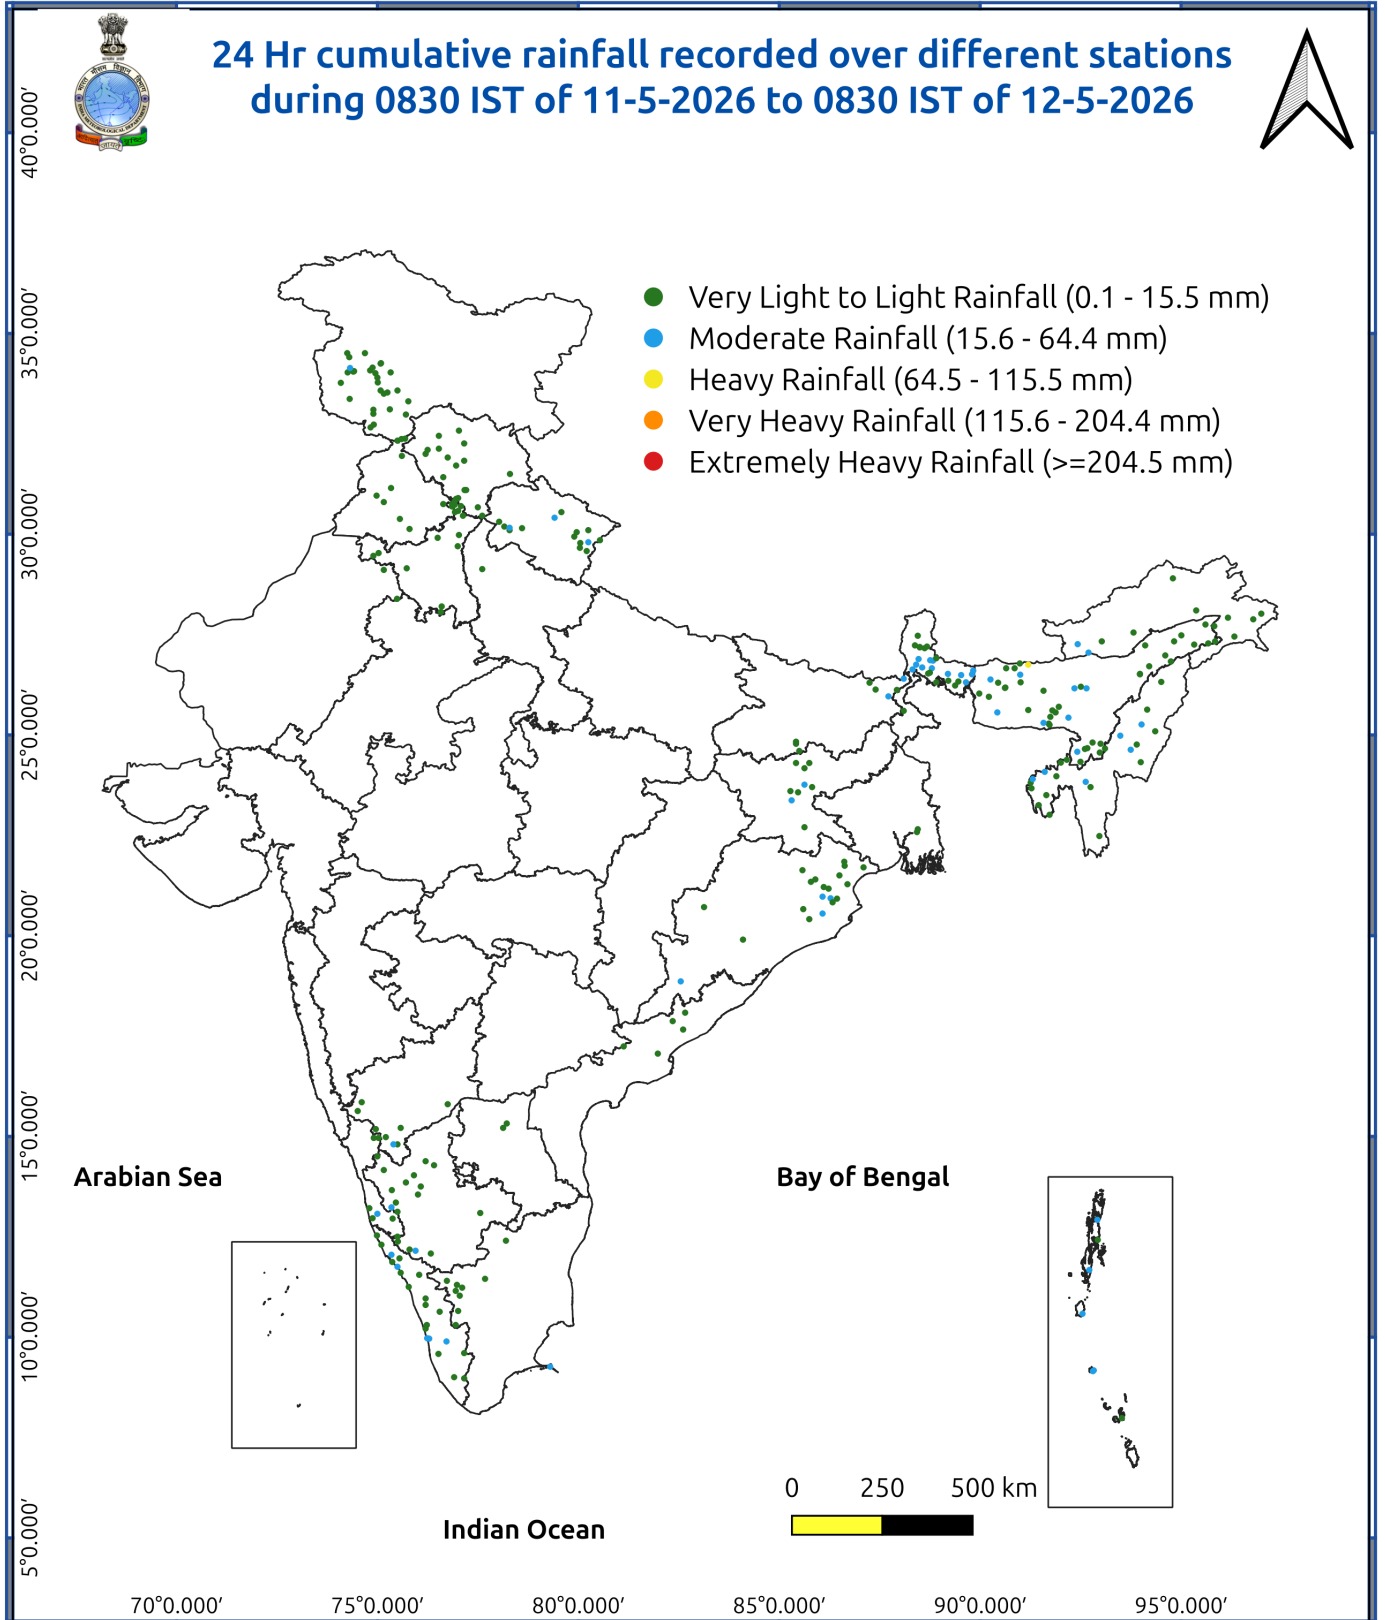 24 Hr cumulative rainfall recorded over different stations
during 0830 IST of 11-5-2026 to 0830 IST of 12-5-2026
Very Light to Light Rainfall (0.1 - 15.5 mm)
Moderate Rainfall (15.6 - 64.4 mm)
Heavy Rainfall (64.5 - 115.5 mm)
Very Heavy Rainfall (115.6 - 204.4 mm)
Extremely Heavy Rainfall (>=204.5 mm)
40°0.000′
35°0.000′
30°0.000′
25°0.000′
20°0.000′
15°0.000′
10°0.000′
5°0.000′
Arabian Sea
Bay of Bengal
Indian Ocean
0 250 500 km
70°0.000′ 75°0.000′ 80°0.000′ 85°0.000′ 90°0.000′ 95°0.000′